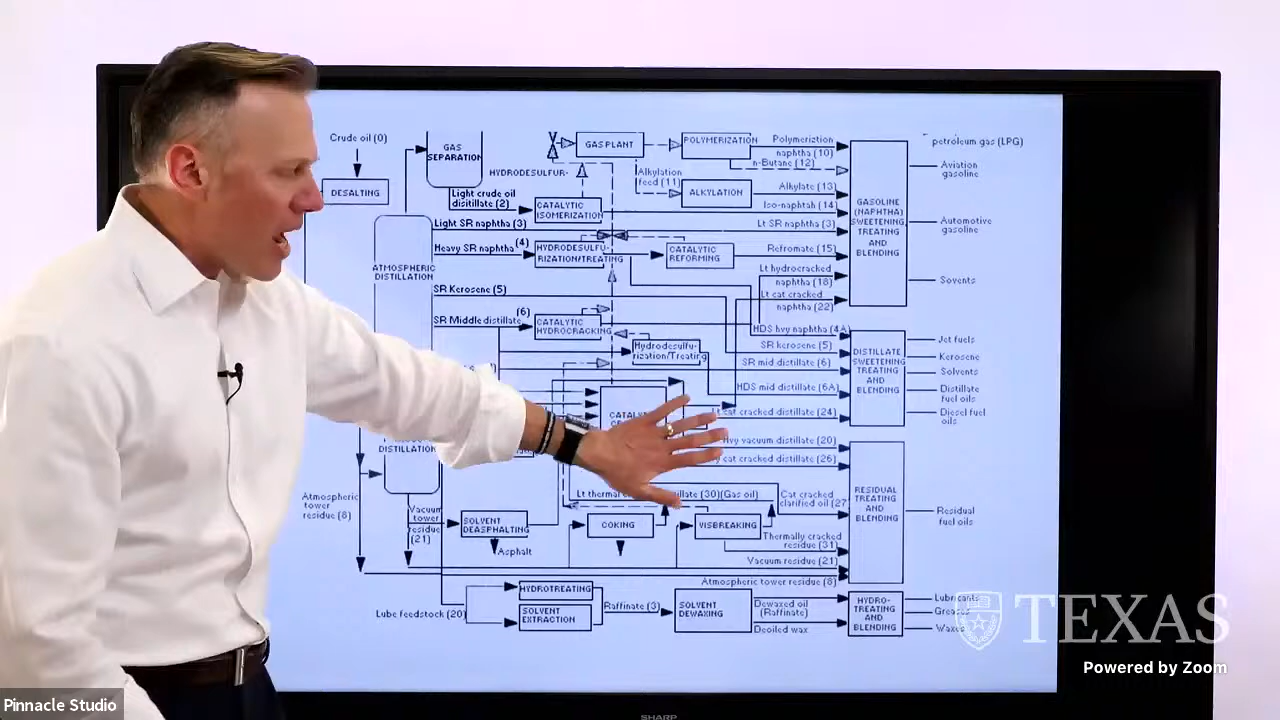 Crude oil (0)
DESALTING
GAS
SEPARATION
HYDRODESULFUR-
GAS PLANT
POLYMERIZATION
Polymeriztion
naphtha (10)
n-Butane (12)
petroleum gas (LPG)
Aviation
gasoline
Light crude oil
disitillate (2)
CATALYTIC
ISOMERIZATION
Alkylation
feed (11)
ALKYLATION
Alkylate (13)
Iso-naphtah (14)
Light SR naphtha (3)
Lt SR naphtha (3)
GASOLINE
(NAPHTHA)
SWEETENING,
TREATING
AND
BLENDING
Automotive
gasoline
Heavy SR naphtha (4)
HYDRODESULFU-
RIZATION/TREATING
CATALYTIC
REFORMING
Refromate (15)
ATMOSPHERIC
DISTILLATION
Lt hydrocracked
naphtha (18)
Sovents
SR Kerosene (5)
Lt cat cracked
naphtha (22)
SR Middle distillate (6)
CATALYTIC
HYDROCRACKING
HDS hvy naphtha (4A)
Hydrodesulfu-
rization/Treating
SR kerosene (5)
SR mid distillate (6)
DISTILLATE
SWEETENING
TREATING
AND
BLENDING
Jet fuels
Kerosene
Solvents
Distillate
fuel oils
Diesel fuel
oils
HDS mid distillate (6A)
Lt cat cracked distillate (24)
DISTILLATION
vacuum distillate (20)
cat cracked distillate (26)
Atmospheric
tower
residue (8)
Lt thermal
(30)(Gas oil)
Cat cracked
clarified oil (27)
RESIDUAL
TREATING
AND
BLENDING
Residual
fuel oils
Vacuum
tower
residue
(21)
SOLVENT
DEASPHALTING
Asphalt
COKING
VISBREAKING
Thermally cracked
residue (31)
Vacuum residue (21)
Atmospheric tower residue (8)
Lube feedstock (20)
HYDROTREATING
SOLVENT
EXTRACTION
Raffinate (3)
SOLVENT
DEWAXING
Dewaxed oil
(Raffinate)
Deoiled wax
HYDRO-
TREATING
AND
BLENDING
Lubricants
Greases
Waxes
TEXAS
Powered by Zoom
Pinnacle Studio
SHARP